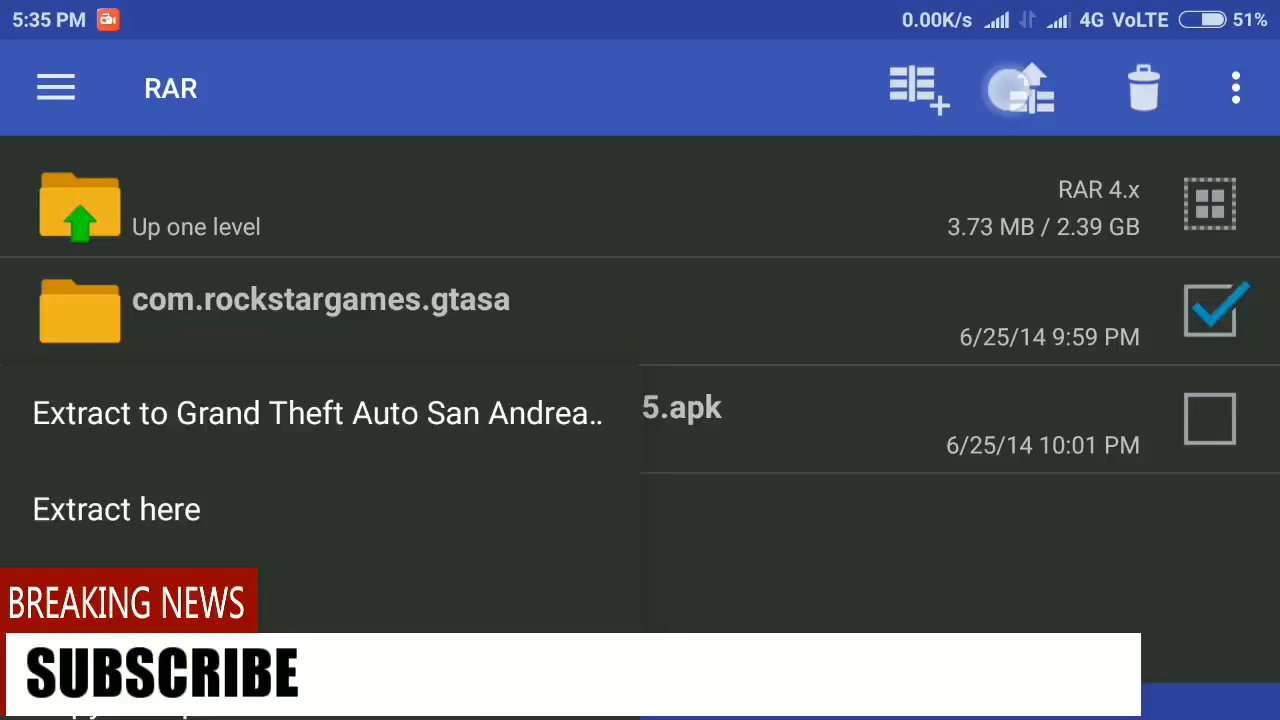 5:35 PM
0.00K/s 4G VoLTE 51%
RAR
RAR 4.x
Up one level
3.73 MB / 2.39 GB
com.rockstargames.gtasa
6/25/14 9:59 PM
Extract to Grand Theft Auto San Andrea..
5.apk
6/25/14 10:01 PM
Extract here
BREAKING NEWS
SUBSCRIBE